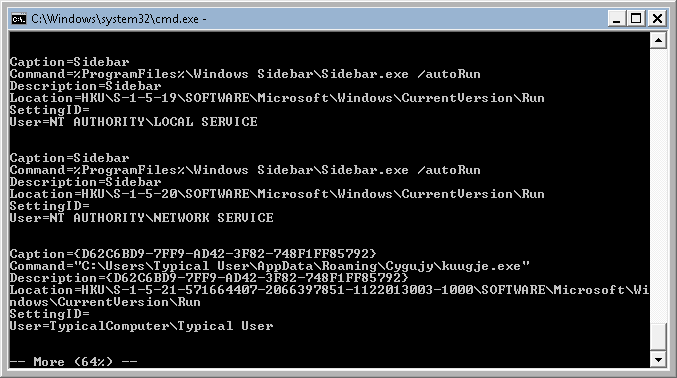 C:\Windows\system32\cmd.exe -
Caption=Sidebar
Command=%ProgramFiles%\Windows Sidebar\Sidebar.exe /autoRun
Description=Sidebar
Location=HKU\S-1-5-19\SOFTWARE\Microsoft\Windows\CurrentVersion\Run
SettingID=
User=NT AUTHORITY\LOCAL SERVICE
Caption=Sidebar
Command=%ProgramFiles%\Windows Sidebar\Sidebar.exe /autoRun
Description=Sidebar
Location=HKU\S-1-5-20\SOFTWARE\Microsoft\Windows\CurrentVersion\Run
SettingID=
User=NT AUTHORITY\NETWORK SERVICE
Caption={D62C6BD9-7FF9-AD42-3F82-748F1FF85792}
Command="C:\Users\Typical User\AppData\Roaming\Cygujy\kuugje.exe"
Description={D62C6BD9-7FF9-AD42-3F82-748F1FF85792}
Location=HKU\S-1-5-21-571664407-2066397851-1122013003-1000\SOFTWARE\Microsoft\Wi
ndows\CurrentVersion\Run
SettingID=
User=TypicalComputer\Typical User
-- More (64%) --